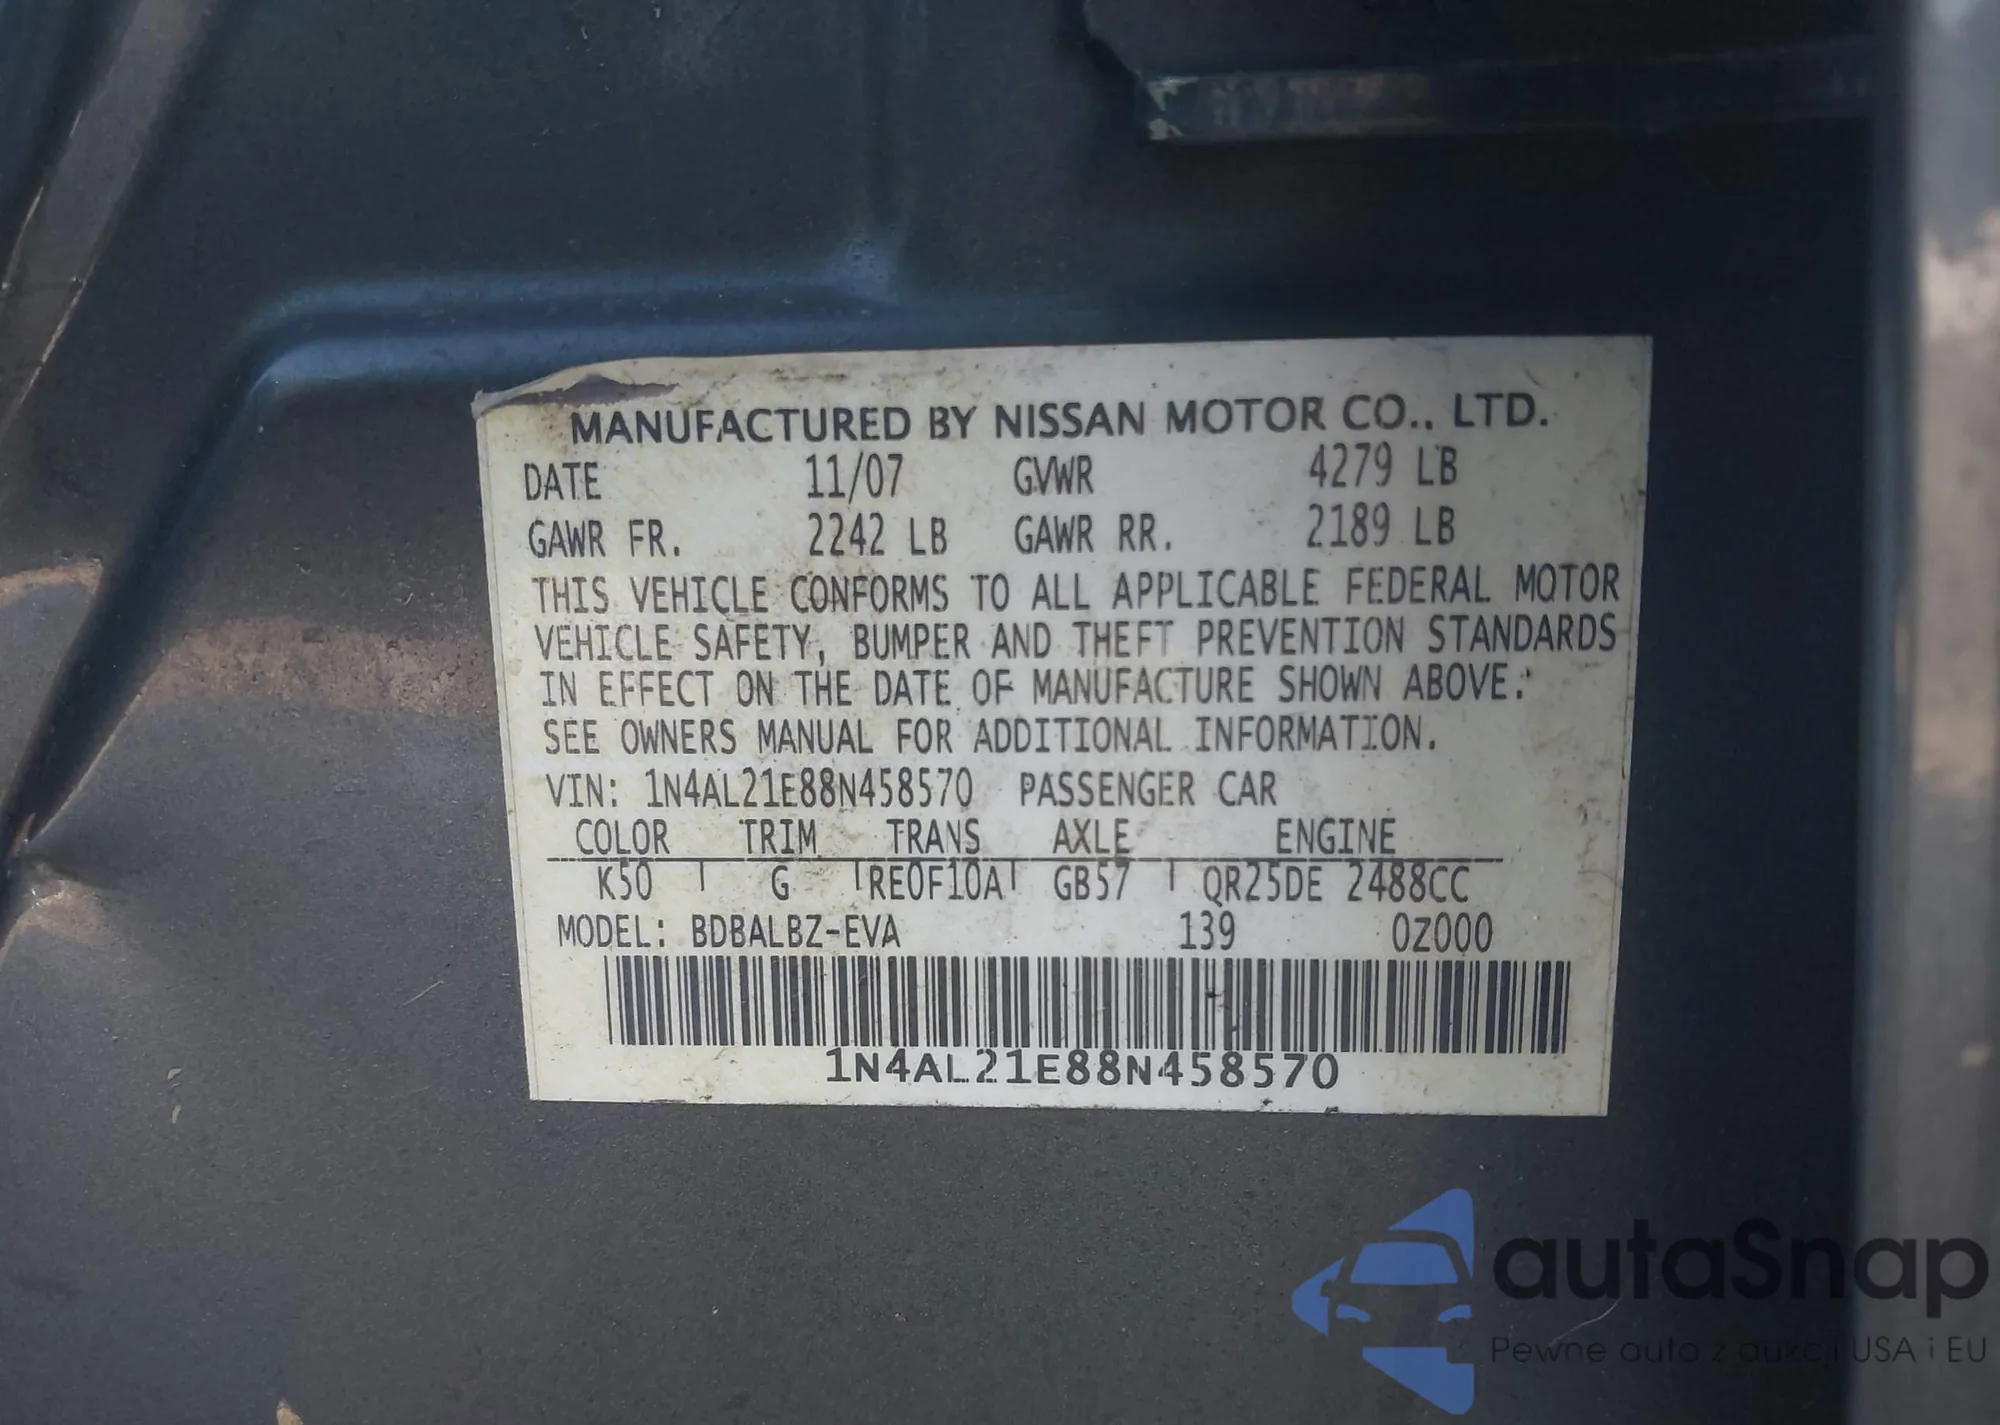 MANUFACTURED BY NISSAN MOTOR CO., LTD.
DATE 11/07 GVWR 4279 LB
GAWR FR. 2242 LB GAWR RR. 2189 LB
THIS VEHICLE CONFORMS TO ALL APPLICABLE FEDERAL MOTOR
VEHICLE SAFETY, BUMPER AND THEFT PREVENTION STANDARDS
IN EFFECT ON THE DATE OF MANUFACTURE SHOWN ABOVE.
SEE OWNERS MANUAL FOR ADDITIONAL INFORMATION.
VIN: 1N4AL21E88N458570 PASSENGER CAR
COLOR TRIM TRANS AXLE ENGINE
K50 G RE0F10A GB57 QR25DE 2488CC
MODEL: BDBALBZ-EVA 139 0Z000
1N4AL21E88N458570
autaSnap
Pewne auta z aukcji USA i EU